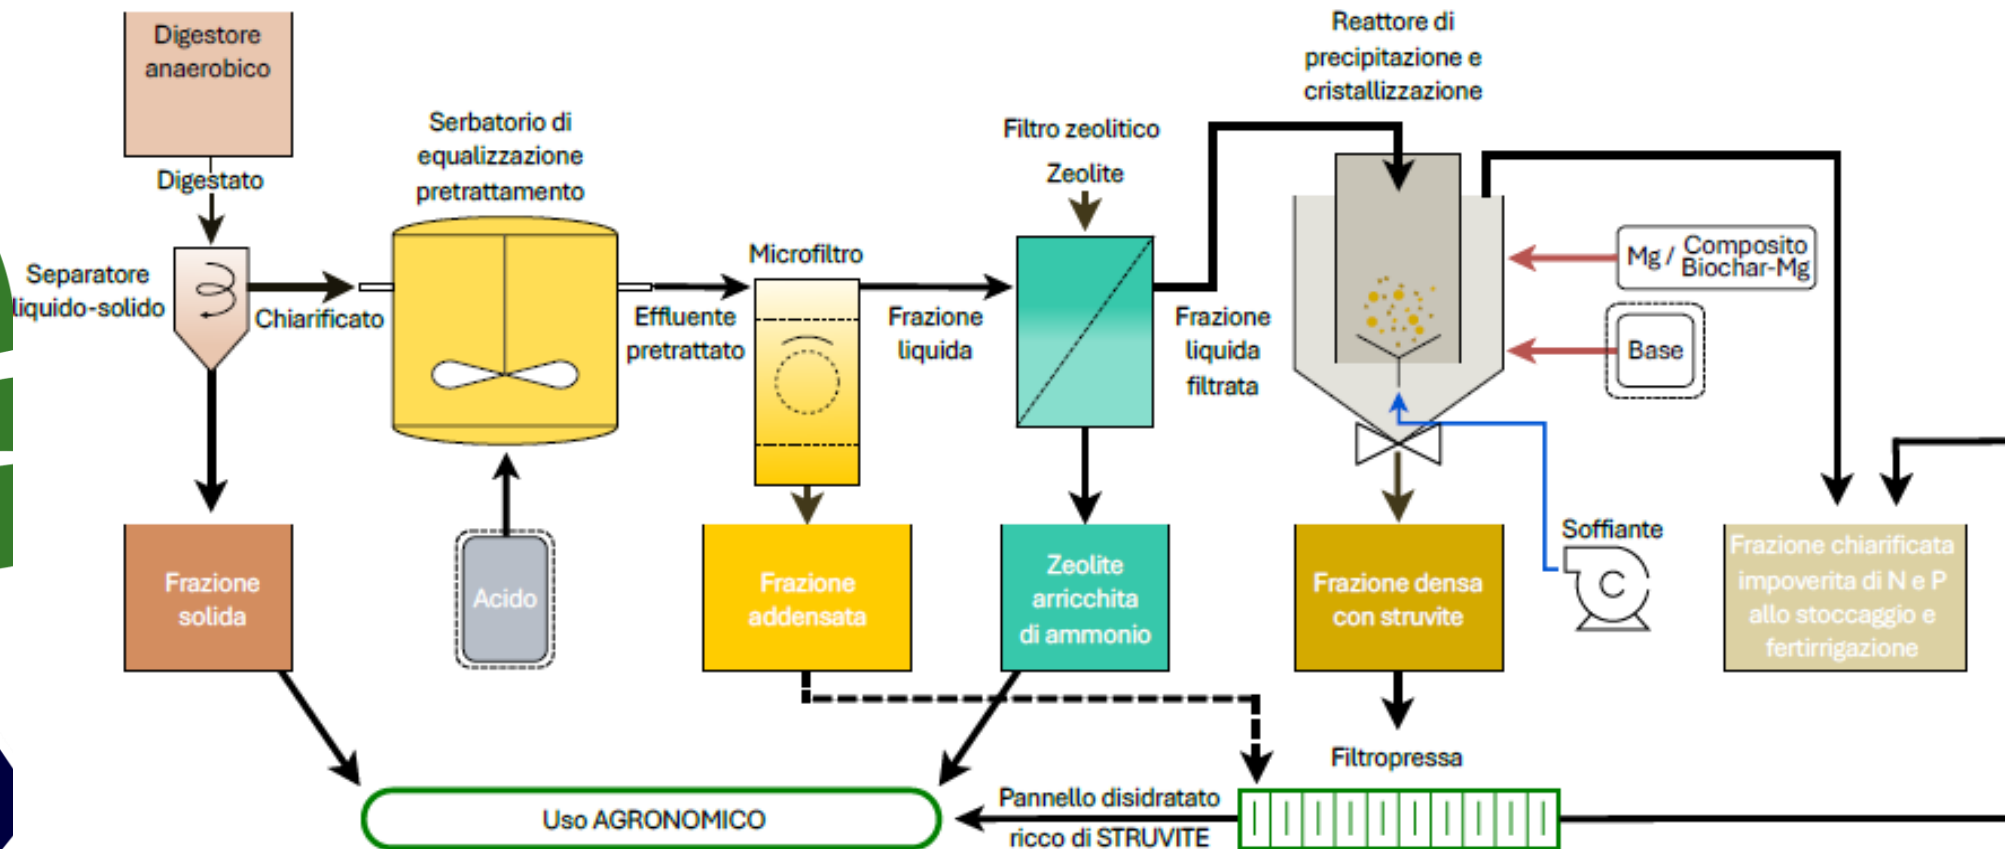 Digestore
anaerobico
Digestato
Separatore
liquido-solido
Chiarificato
Serbatorio di
equalizzazione
pretrattamento
Effluente
pretrattato
Microfiltro
Frazione
liquida
Filtro zeolitico
Zeolite
Frazione
liquida
filtrata
Reattore di
precipitazione e
cristallizzazione
Mg / Composito
Biochar-Mg
Base
Soffiante
C
Frazione
solida
Acido
Frazione
addensata
Zeolite
arricchita
di ammonio
Frazione densa
con struvite
Frazione chiarificata
impoverita di N e P
allo stoccaggio e
fertirrigazione
Filtropressa
Uso AGRONOMICO
Pannello disidratato
ricco di STRUVITE